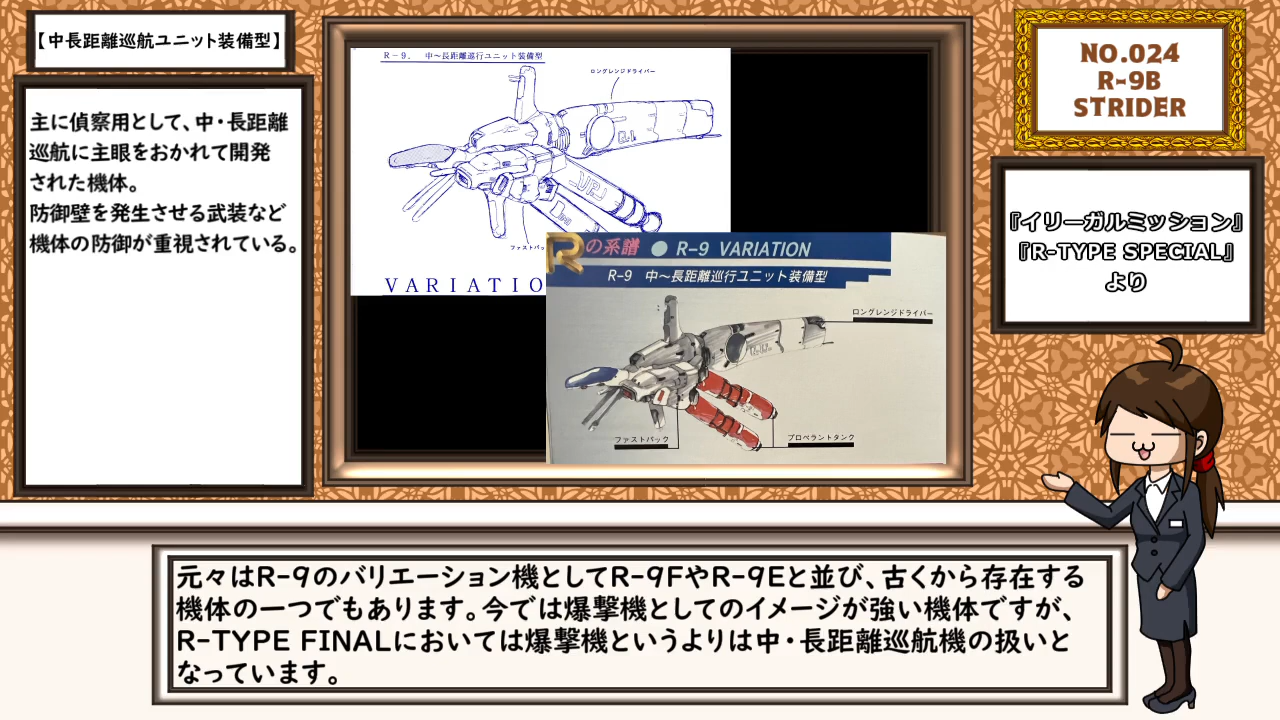 【中長距離巡航ユニット装備型】
主に偵察用として、中・長距離
巡航に主眼をおかれて開発
された機体。
防御壁を発生させる武装など
機体の防御が重視されている。
R-9. 中～長距離巡行ユニット装備型
ロングレンジドライバー
ファストパッ
VARIATIO
Rの系譜 ● R-9 VARIATION
R-9 中～長距離巡行ユニット装備型
ロングレンジドライバー
ファストパック
プロペラントタンク
NO.024
R-9B
STRIDER
『イリーガルミッション』
『R-TYPE SPECIAL』
より
元々はR-9のバリエーション機としてR-9FやR-9Eと並び、古くから存在する
機体の一つでもあります。今では爆撃機としてのイメージが強い機体ですが、
R-TYPE FINALにおいては爆撃機というよりは中・長距離巡航機の扱いと
なっています。